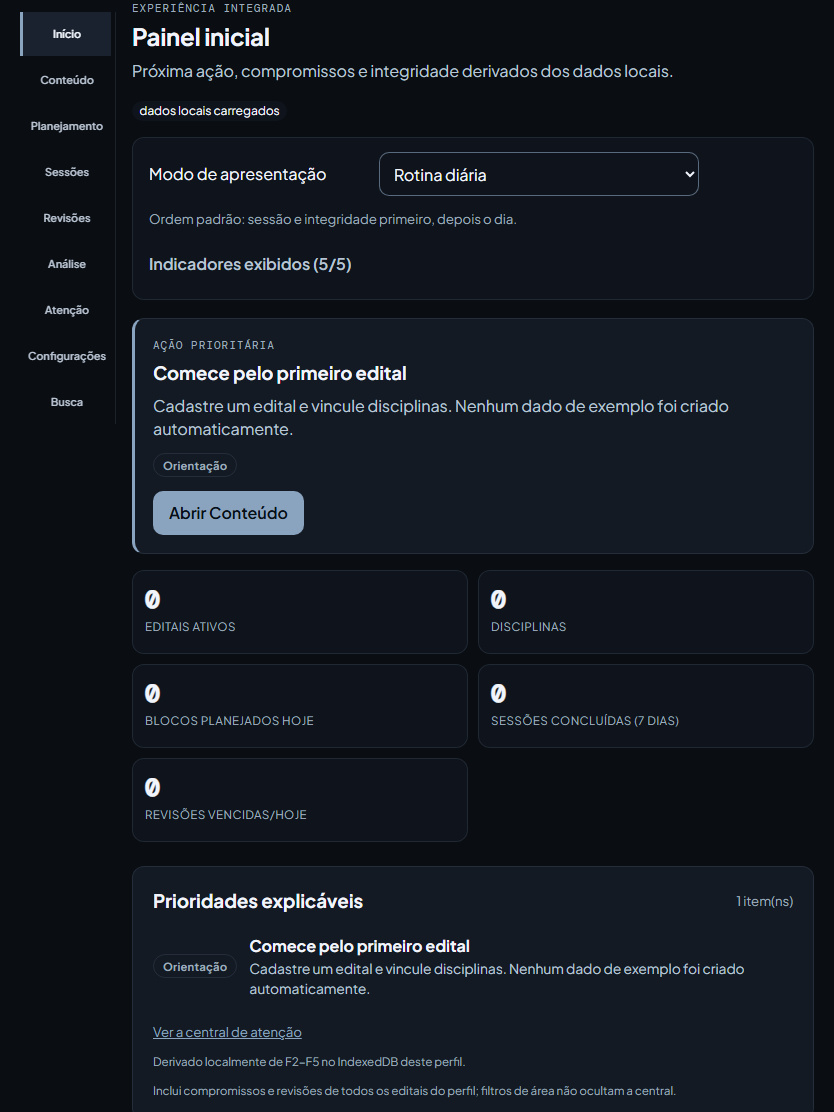 EXPERIÊNCIA INTEGRADA
Painel inicial
Próxima ação, compromissos e integridade derivados dos dados locais.
dados locais carregados
Início
Conteúdo
Planejamento
Sessões
Revisões
Análise
Atenção
Configurações
Busca
Modo de apresentação
Rotina diária
Ordem padrão: sessão e integridade primeiro, depois o dia.
Indicadores exibidos (5/5)
AÇÃO PRIORITÁRIA
Comece pelo primeiro edital
Cadastre um edital e vincule disciplinas. Nenhum dado de exemplo foi criado
automaticamente.
Orientação
Abrir Conteúdo
0
EDITAIS ATIVOS
0
DISCIPLINAS
0
BLOCOS PLANEJADOS HOJE
0
SESSÕES CONCLUÍDAS (7 DIAS)
0
REVISÕES VENCIDAS/HOJE
Prioridades explicáveis
1 item(ns)
Orientação
Comece pelo primeiro edital
Cadastre um edital e vincule disciplinas. Nenhum dado de exemplo foi criado
automaticamente.
Ver a central de atenção
Derivado localmente de F2–F5 no IndexedDB deste perfil.
Inclui compromissos e revisões de todos os editais do perfil; filtros de área não ocultam a central.